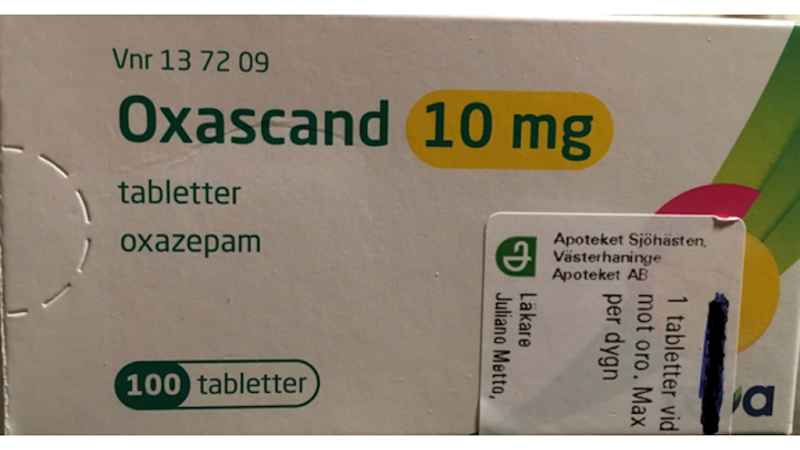 Vnr 13 72 09
Oxascand 10 mg
tabletter
oxazepam
100 tabletter
Apoteket Sjöhästen,
Västerhaninge
Apoteket AB
1 tabletter vid
mot oro. Max
per dygn
Läkare
Juliano Metto,